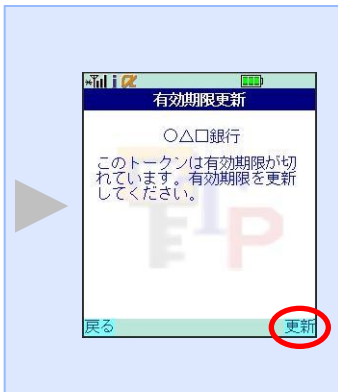 有効期限更新
○△□銀行
このトークンは有効期限が切
れています。有効期限を更新
してください。
TIP
戻る
更新